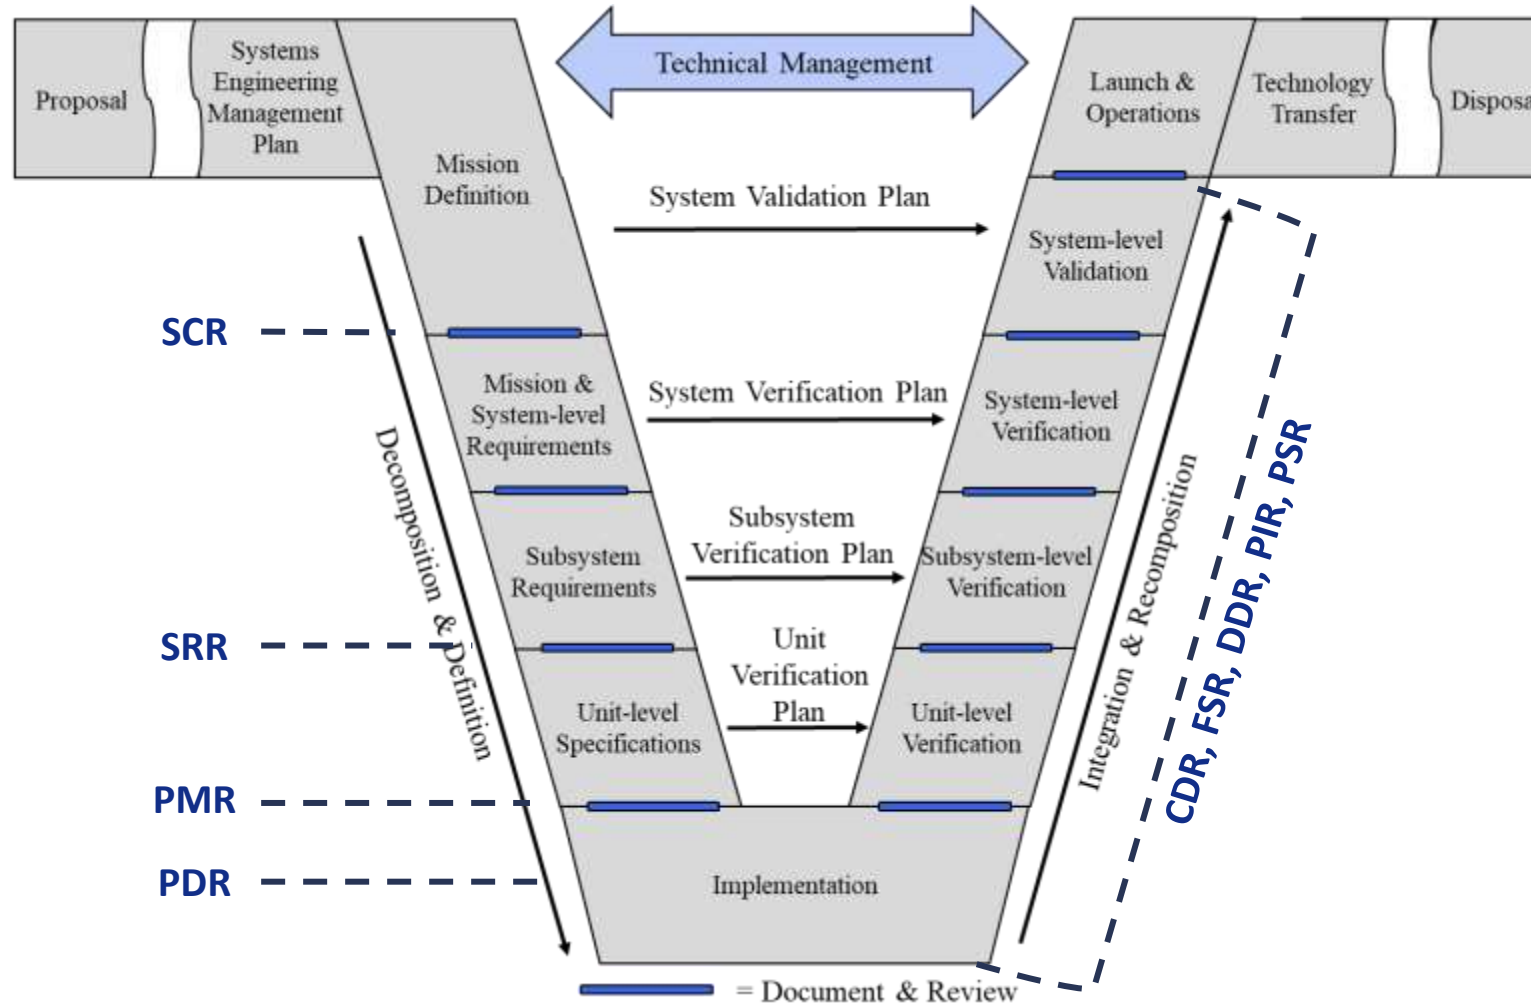 Proposal
Systems
Engineering
Management
Plan
Mission
Definition
Technical Management
Launch &
Operations
Technology
Transfer
Disposa
System Validation Plan
System-level
Validation
SCR
Mission &
System-level
Requirements
System Verification Plan
System-level
Verification
Decomposition & Definition
Subsystem
Requirements
Subsystem
Verification Plan
Subsystem-level
Verification
Integration & Recomposition
CDR, FSR, DDR, PIR, PSR
SRR
Unit-level
Specifications
Unit
Verification
Plan
Unit-level
Verification
PMR
PDR
Implementation
= Document & Review